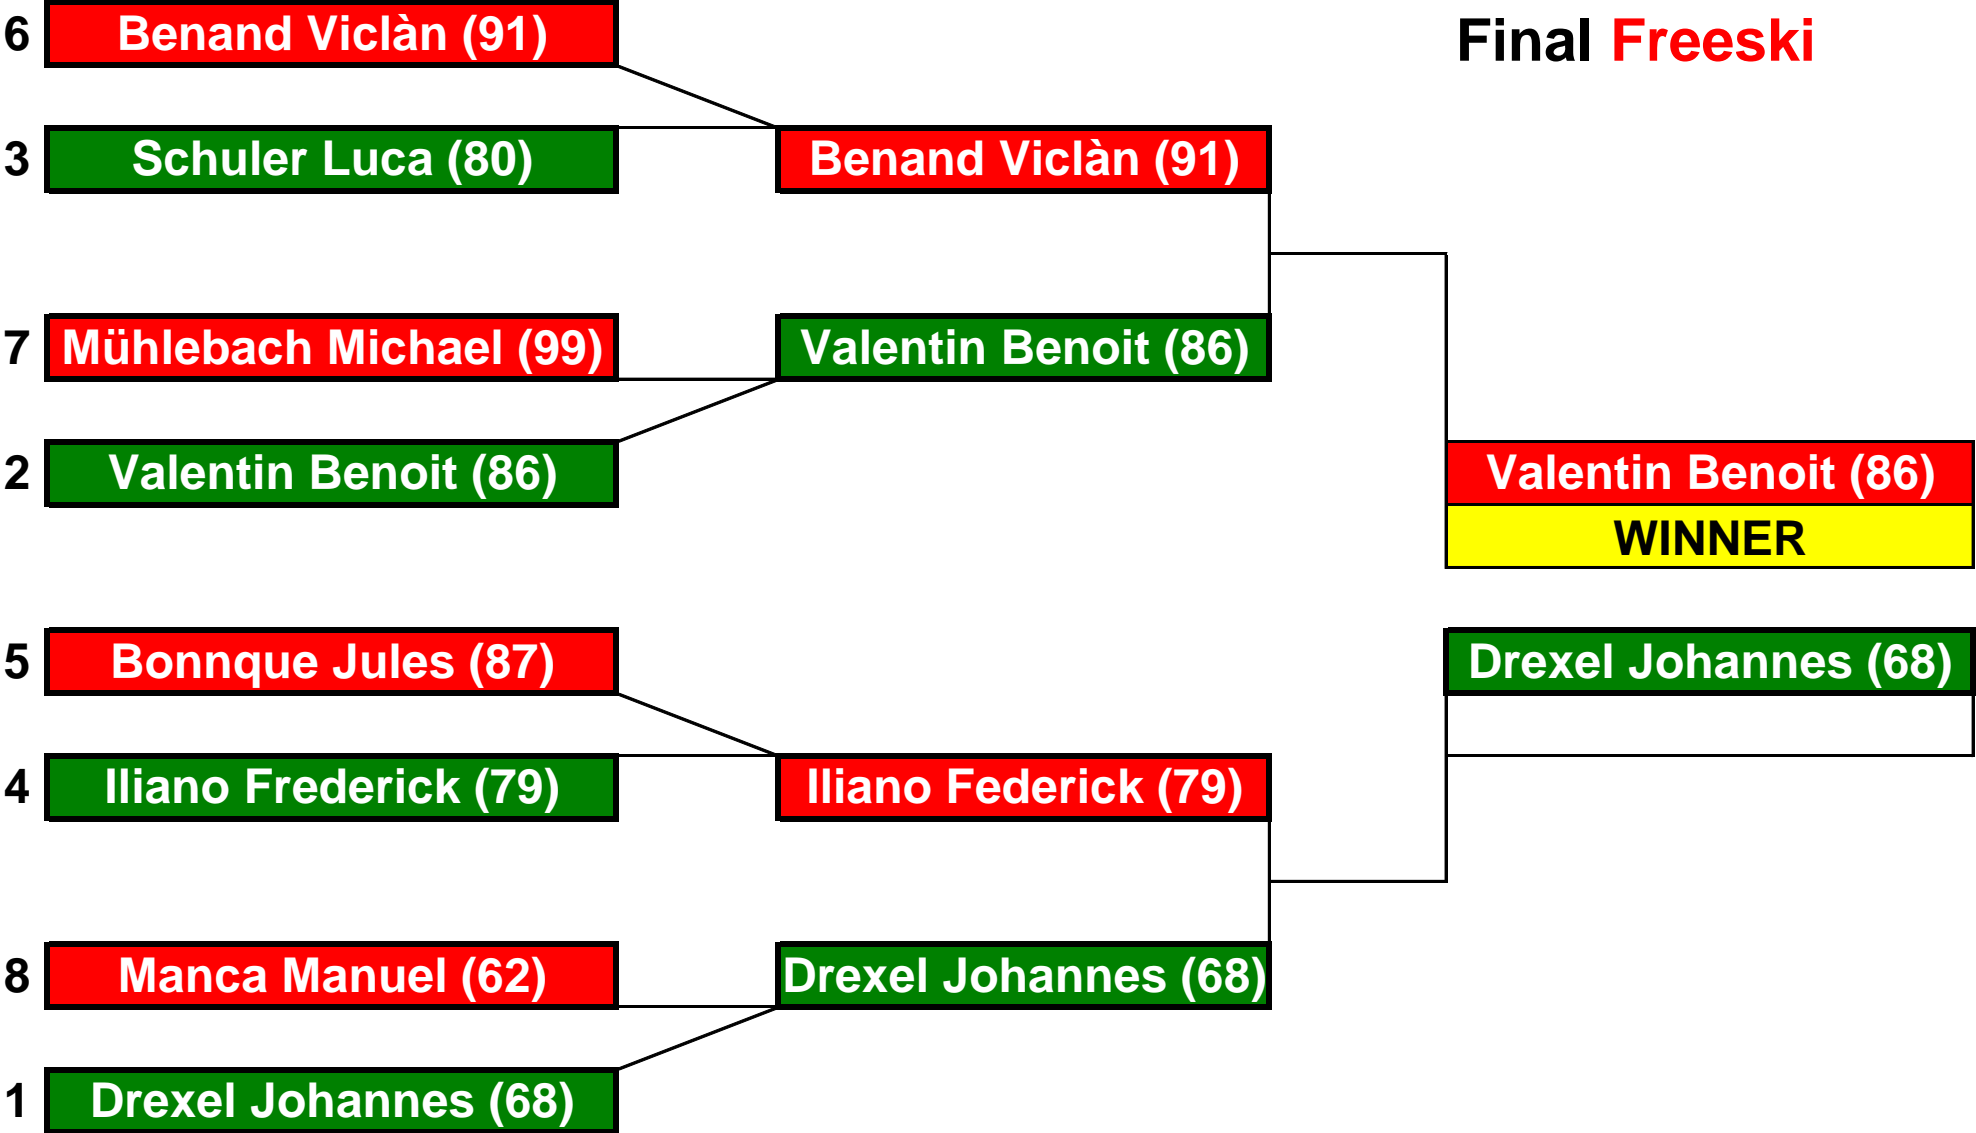 Final Freeski
6 Benand Viclàn (91)
3 Schuler Luca (80)
Benand Viclàn (91)
7 Mühlebach Michael (99)
Valentin Benoit (86)
2 Valentin Benoit (86)
Valentin Benoit (86)
WINNER
5 Bonnque Jules (87)
Drexel Johannes (68)
4 Iliano Frederick (79)
Iliano Federick (79)
8 Manca Manuel (62)
Drexel Johannes (68)
1 Drexel Johannes (68)